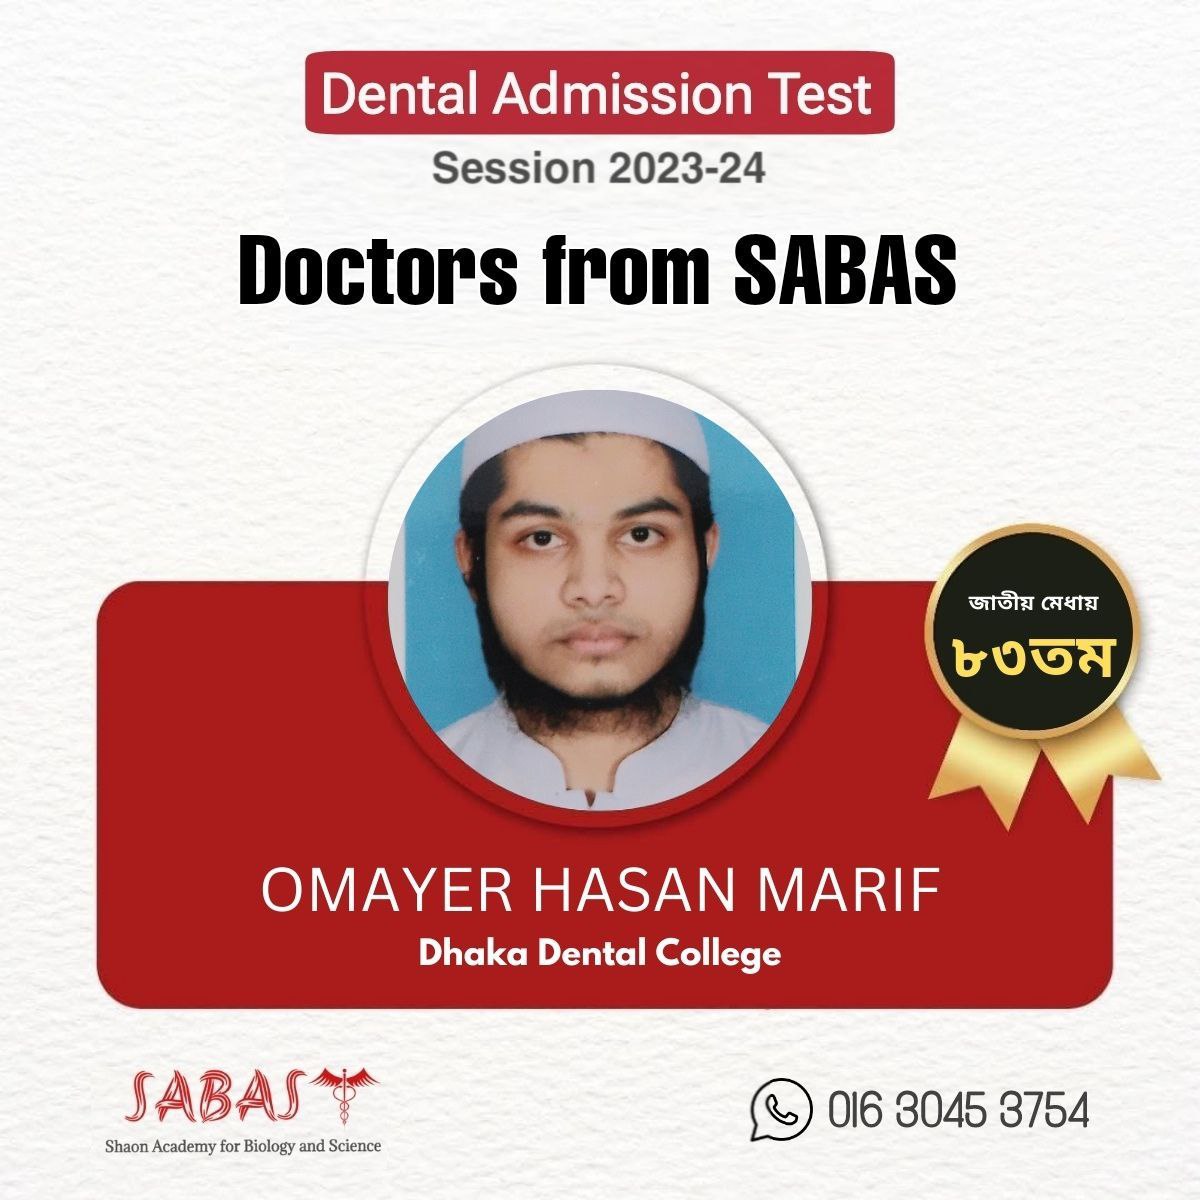 Dental Admission Test
Session 2023-24
Doctors from SABAS
জাতীয় মেধায়
৮৩তম
OMAYER HASAN MARIF
Dhaka Dental College
SABAS
Shaon Academy for Biology and Science
016 3045 3754